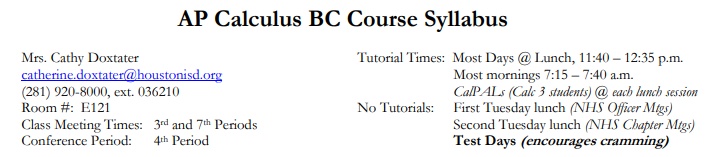 AP Calculus BC Course Syllabus
Mrs. Cathy Doxtater
catherine.doxtater@houstonisd.org
(281) 920-8000, ext. 036210
Room #: E121
Class Meeting Times: 3rd and 7th Periods
Conference Period: 4th Period
Tutorial Times: Most Days @ Lunch, 11:40 – 12:35 p.m.
Most mornings 7:15 – 7:40 a.m.
CalPALs (Calc 3 students) @ each lunch session
No Tutorials: First Tuesday lunch (NHS Officer Mtgs)
Second Tuesday lunch (NHS Chapter Mtgs)
Test Days (encourages cramming)